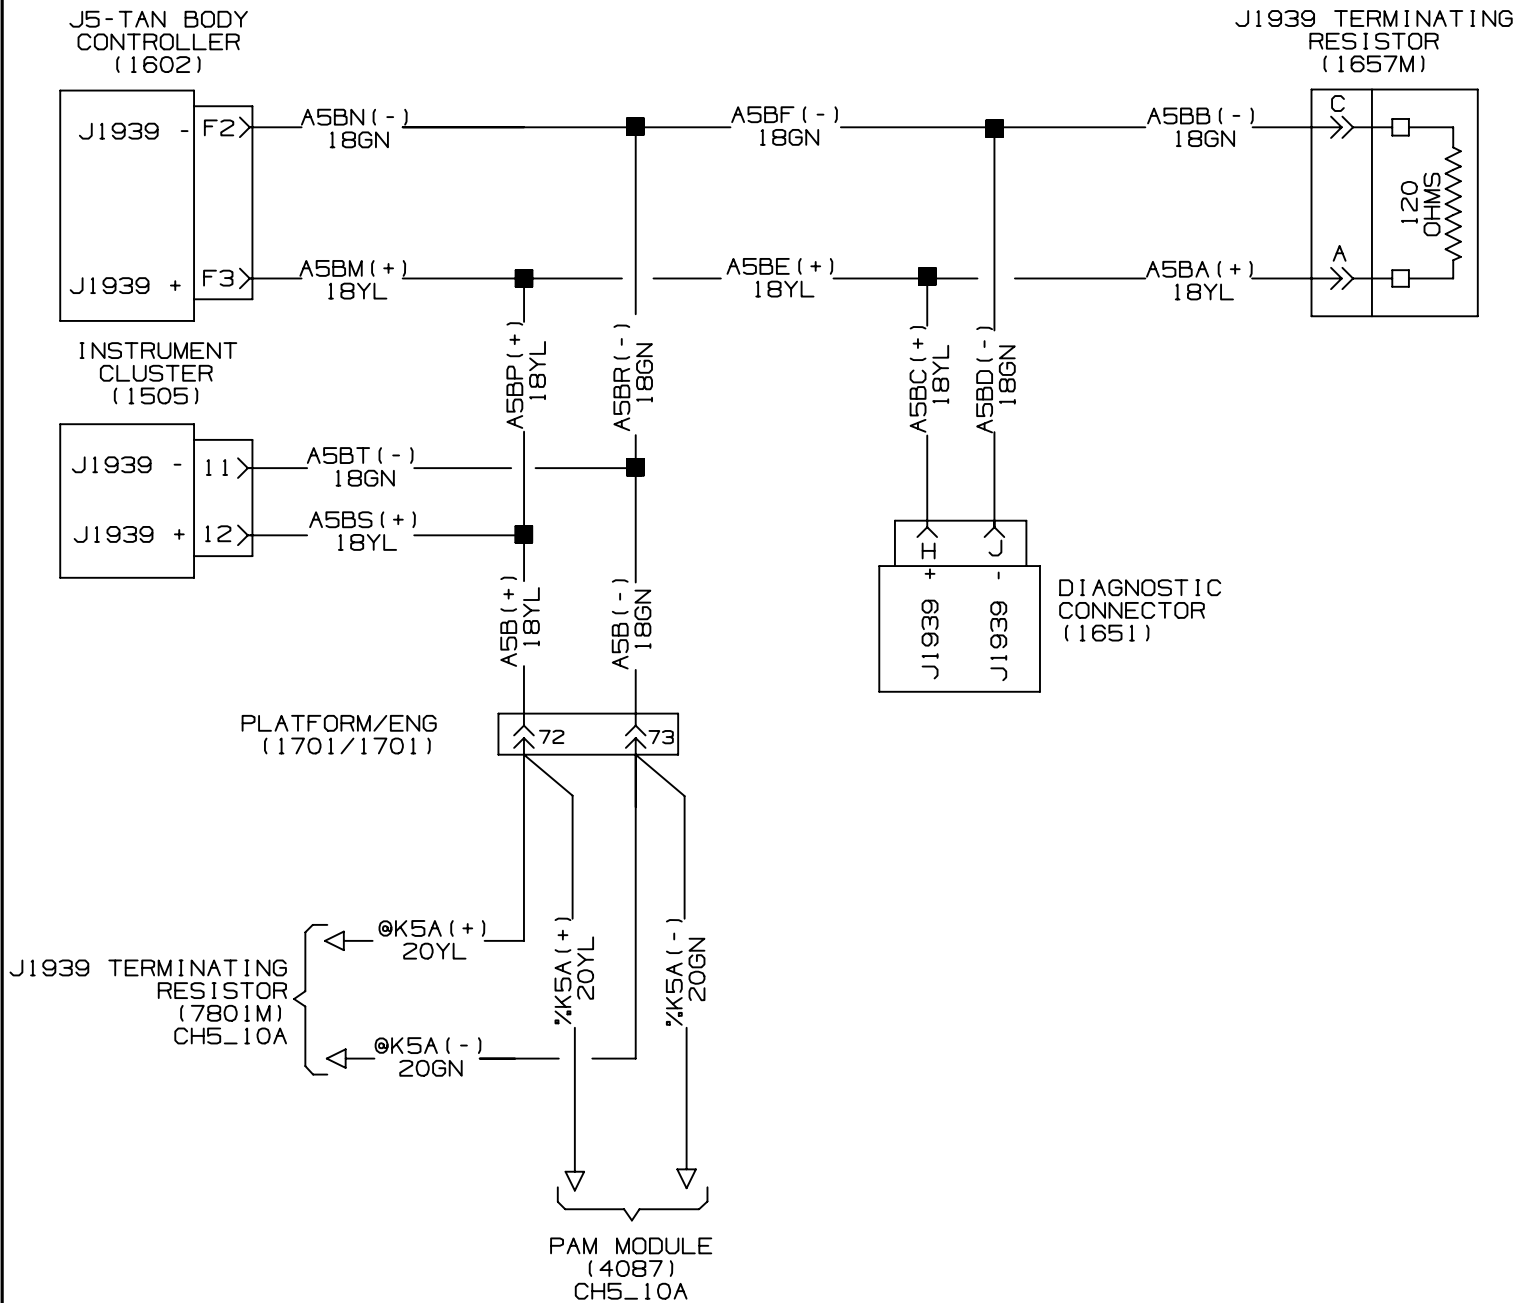 J5-TAN BODY
CONTROLLER
(1602)
J1939 TERMINATING
RESISTOR
(1657M)
J1939 -
F2
A5BN(-)
18GN
A5BF(-)
18GN
A5BB(-)
18GN
C
120
OHMS
J1939 +
F3
A5BM(+)
18YL
A5BE(+)
18YL
A5BA(+)
18YL
A
INSTRUMENT
CLUSTER
(1505)
A5BP(+)
18YL
A5BR(-)
18GN
A5BC(+)
18YL
A5BD(-)
18GN
J1939 -
11
A5BT(-)
18GN
J1939 +
12
A5BS(+)
18YL
H
J
J1939 +
J1939 -
DIAGNOSTIC
CONNECTOR
(1651)
A5B(+)
18YL
A5B(-)
18GN
PLATFORM/ENG
(1701/1701)
72
73
@K5A(+)
20YL
%K5A(+)
20YL
%K5A(-)
20GN
J1939 TERMINATING
RESISTOR
(7801M)
CH5_10A
@K5A(-)
20GN
PAM MODULE
(4087)
CH5_10A